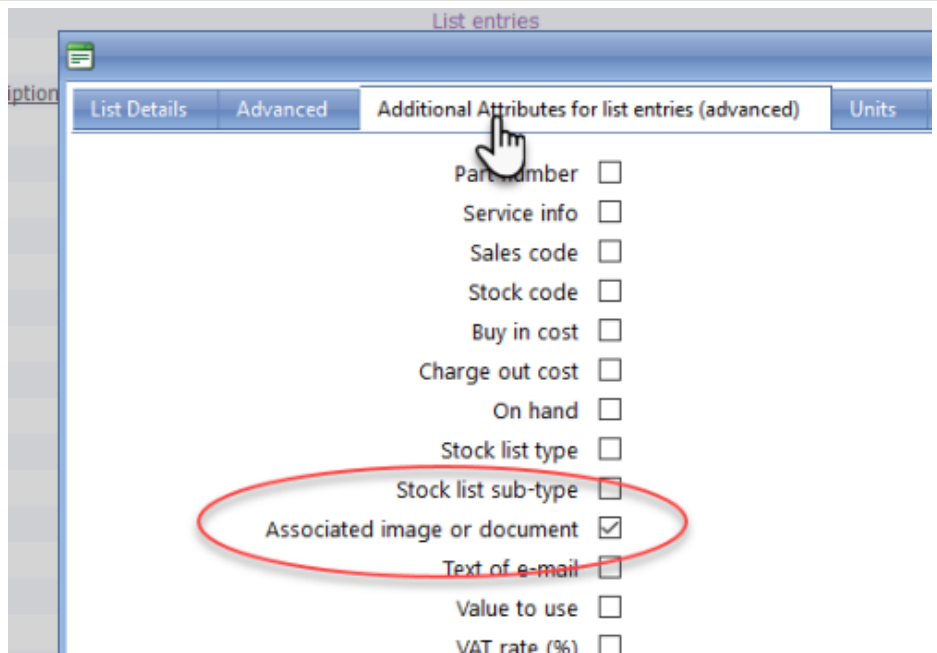 List entries
iption
List Details Advanced Additional Attributes for list entries (advanced) Units
Part number
Service info
Sales code
Stock code
Buy in cost
Charge out cost
On hand
Stock list type
Stock list sub-type
Associated image or document
Text of e-mail
Value to use
VAT rate (%)